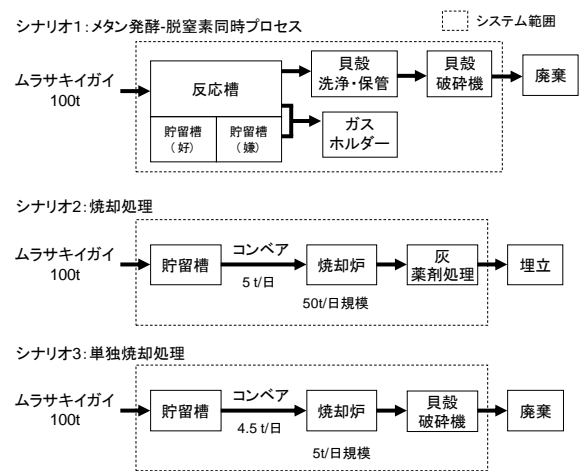 シナリオ1:メタン発酵-脱窒素同時プロセス
システム範囲
ムラサキイガイ
100t
反応槽
貯留槽
(好)
貯留槽
(嫌)
貝殻
洗浄・保管
貝殻
破砕機
廃棄
ガス
ホルダー
シナリオ2:焼却処理
ムラサキイガイ
100t
貯留槽
コンベア
5 t/日
焼却炉
灰
薬剤処理
埋立
50t/日規模
シナリオ3:単独焼却処理
ムラサキイガイ
100t
貯留槽
コンベア
4.5 t/日
焼却炉
貝殻
破砕機
廃棄
5t/日規模